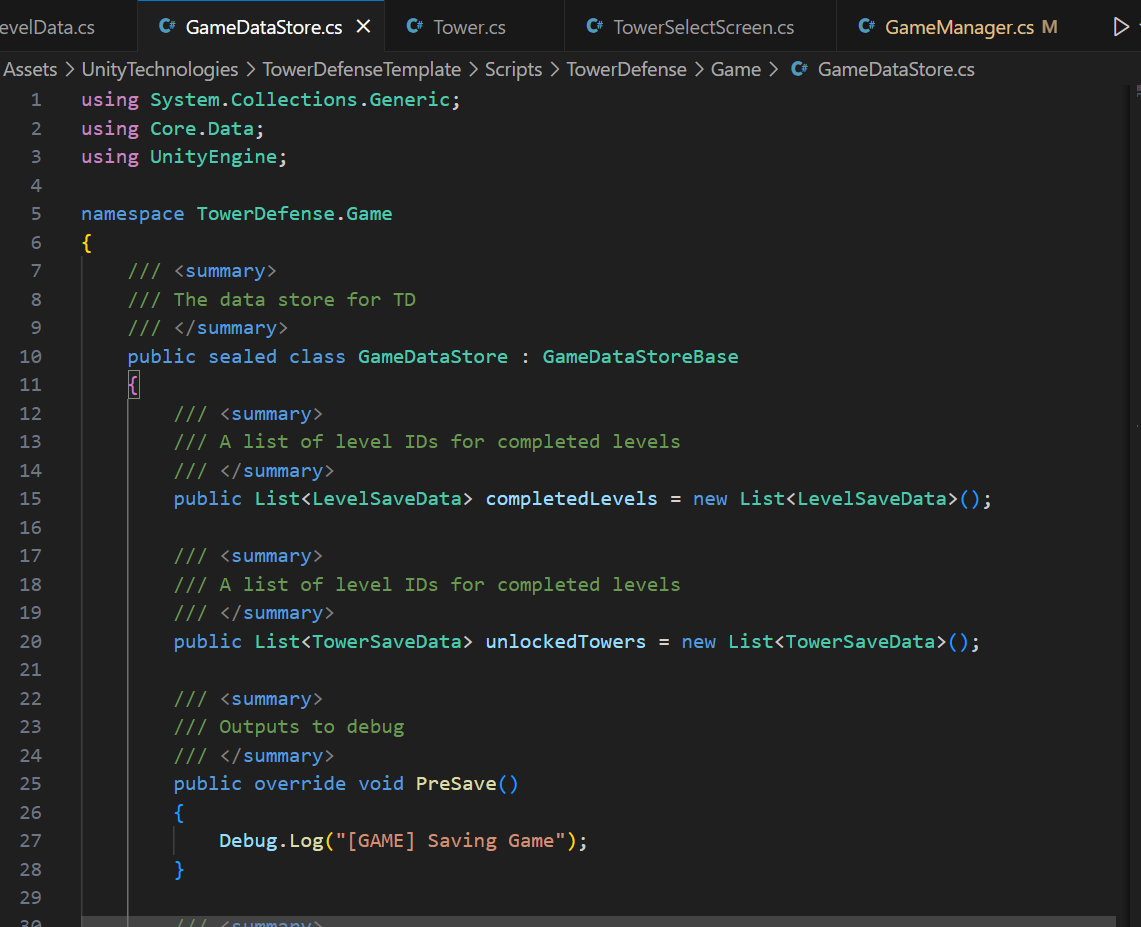 evelData.cs C# GameDataStore.cs × C# Tower.cs C# TowerSelectScreen.cs C# GameManager.cs M
Assets > UnityTechnologies > TowerDefenseTemplate > Scripts > TowerDefense > Game > C# GameDataStore.cs
1 using System.Collections.Generic;
2 using Core.Data;
3 using UnityEngine;
4
5 namespace TowerDefense.Game
6 {
7     /// <summary>
8     /// The data store for TD
9     /// </summary>
10     public sealed class GameDataStore : GameDataStoreBase
11     {
12         /// <summary>
13         /// A list of level IDs for completed levels
14         /// </summary>
15         public List<LevelSaveData> completedLevels = new List<LevelSaveData>();
16
17         /// <summary>
18         /// A list of level IDs for completed levels
19         /// </summary>
20         public List<TowerSaveData> unlockedTowers = new List<TowerSaveData>();
21
22         /// <summary>
23         /// Outputs to debug
24         /// </summary>
25         public override void PreSave()
26         {
27             Debug.Log("[GAME] Saving Game");
28         }
29
30         /// <summary>